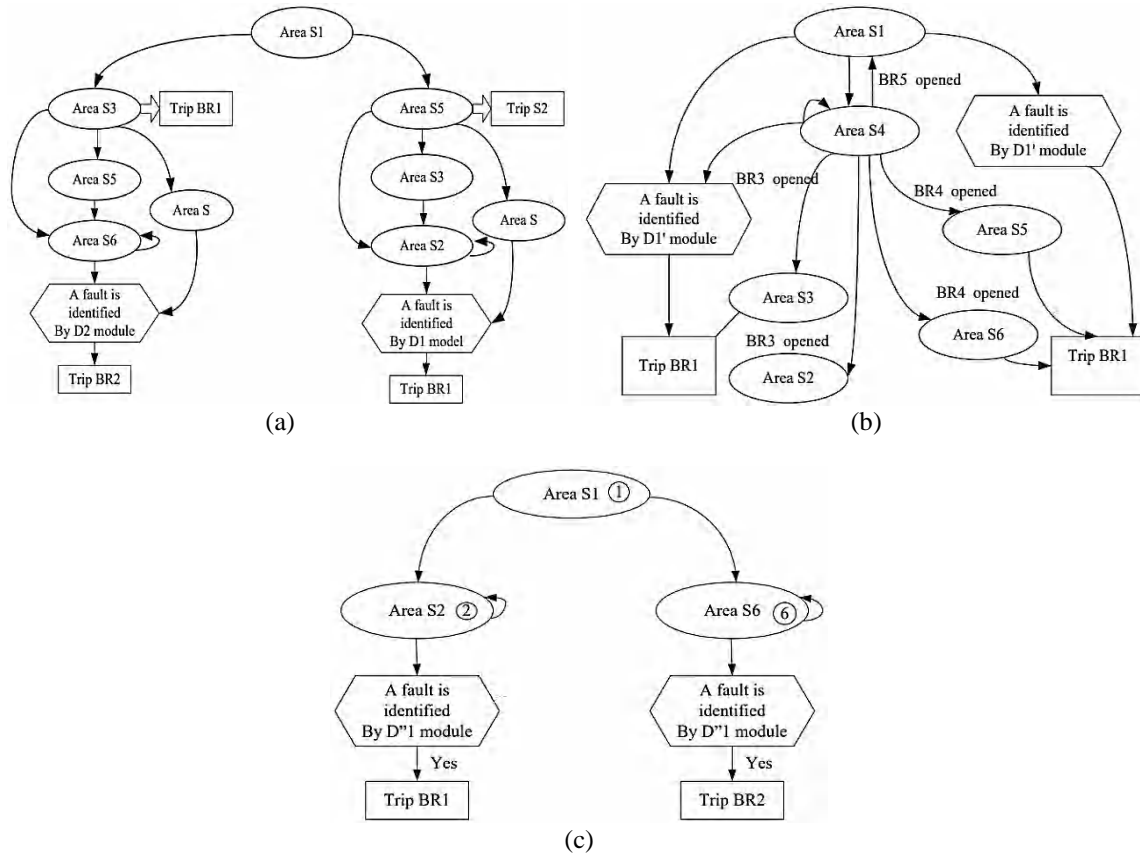 Area S1
Area S3
Trip BR1
Area S5
Area S
Area S6
A fault is
identified
By D2 module
Trip BR2
Area S5
Trip S2
Area S3
Area S
Area S2
A fault is
identified
By D1 model
Trip BR1
(a)
Area S1
BR5 opened
Area S4
A fault is
identified
By D1' module
BR3 opened
A fault is
identified
By D1' module
BR4 opened
Area S5
Area S3
BR4 opened
Area S6
Trip BR1
BR3 opened
Area S2
Trip BR1
(b)
Area S1 1
Area S2 2
Area S6 6
A fault is
identified
By D"1 module
Yes
Trip BR1
A fault is
identified
By D"1 module
Yes
Trip BR2
(c)